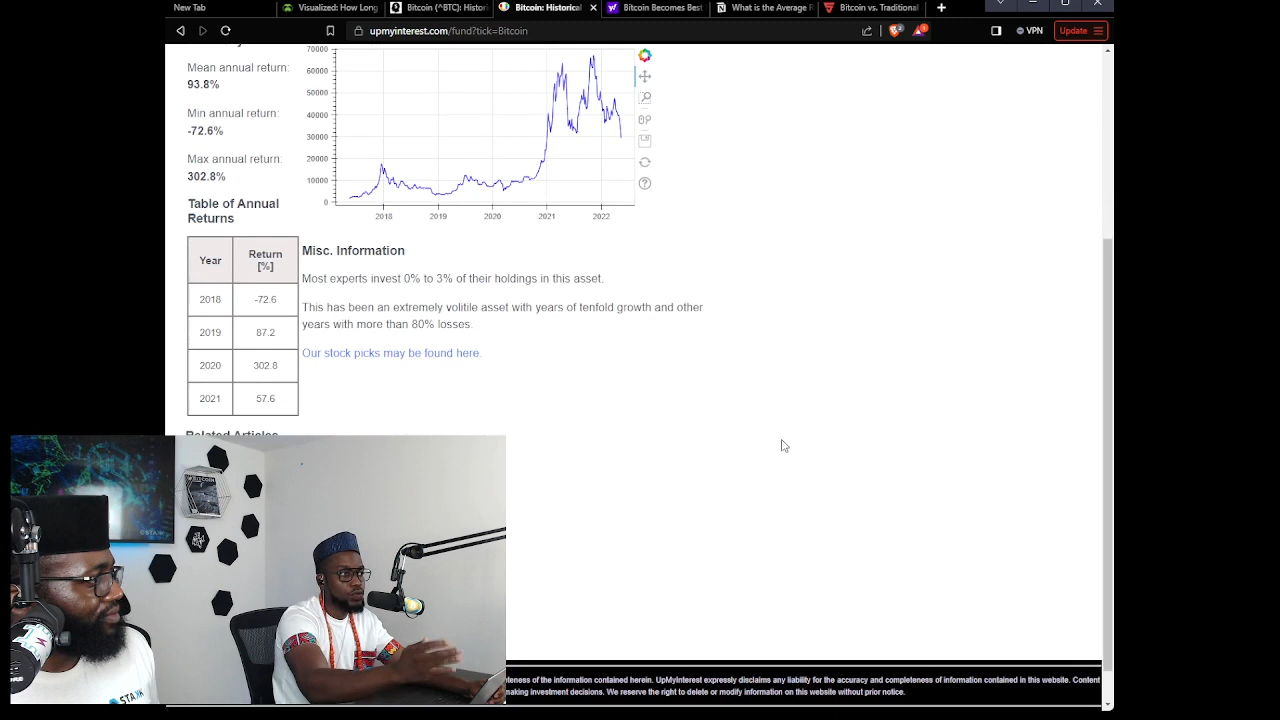 New Tab
Visualized: How Long
Bitcoin (^BTC): Histori
Bitcoin: Historical
Bitcoin Becomes Best
What is the Average R
Bitcoin vs. Traditional
upmyinterest.com/fund?tick=Bitcoin
VPN
Update
Mean annual return:
93.8%
Min annual return:
-72.6%
Max annual return:
302.8%
70000
60000
50000
40000
30000
20000
10000
0
2018 2019 2020 2021 2022
Table of Annual
Returns
Year Return
[%]
2018 -72.6
2019 87.2
2020 302.8
2021 57.6
Misc. Information
Most experts invest 0% to 3% of their holdings in this asset.
This has been an extremely volitile asset with years of tenfold growth and other
years with more than 80% losses.
Our stock picks may be found here.
Related Articles
BITCOIN
leteness of the information contained herein. UpMyInterest expressly disclaims any liability for the accuracy and completeness of information contained in this website. Content
making investment decisions. We reserve the right to delete or modify information on this website without prior notice.